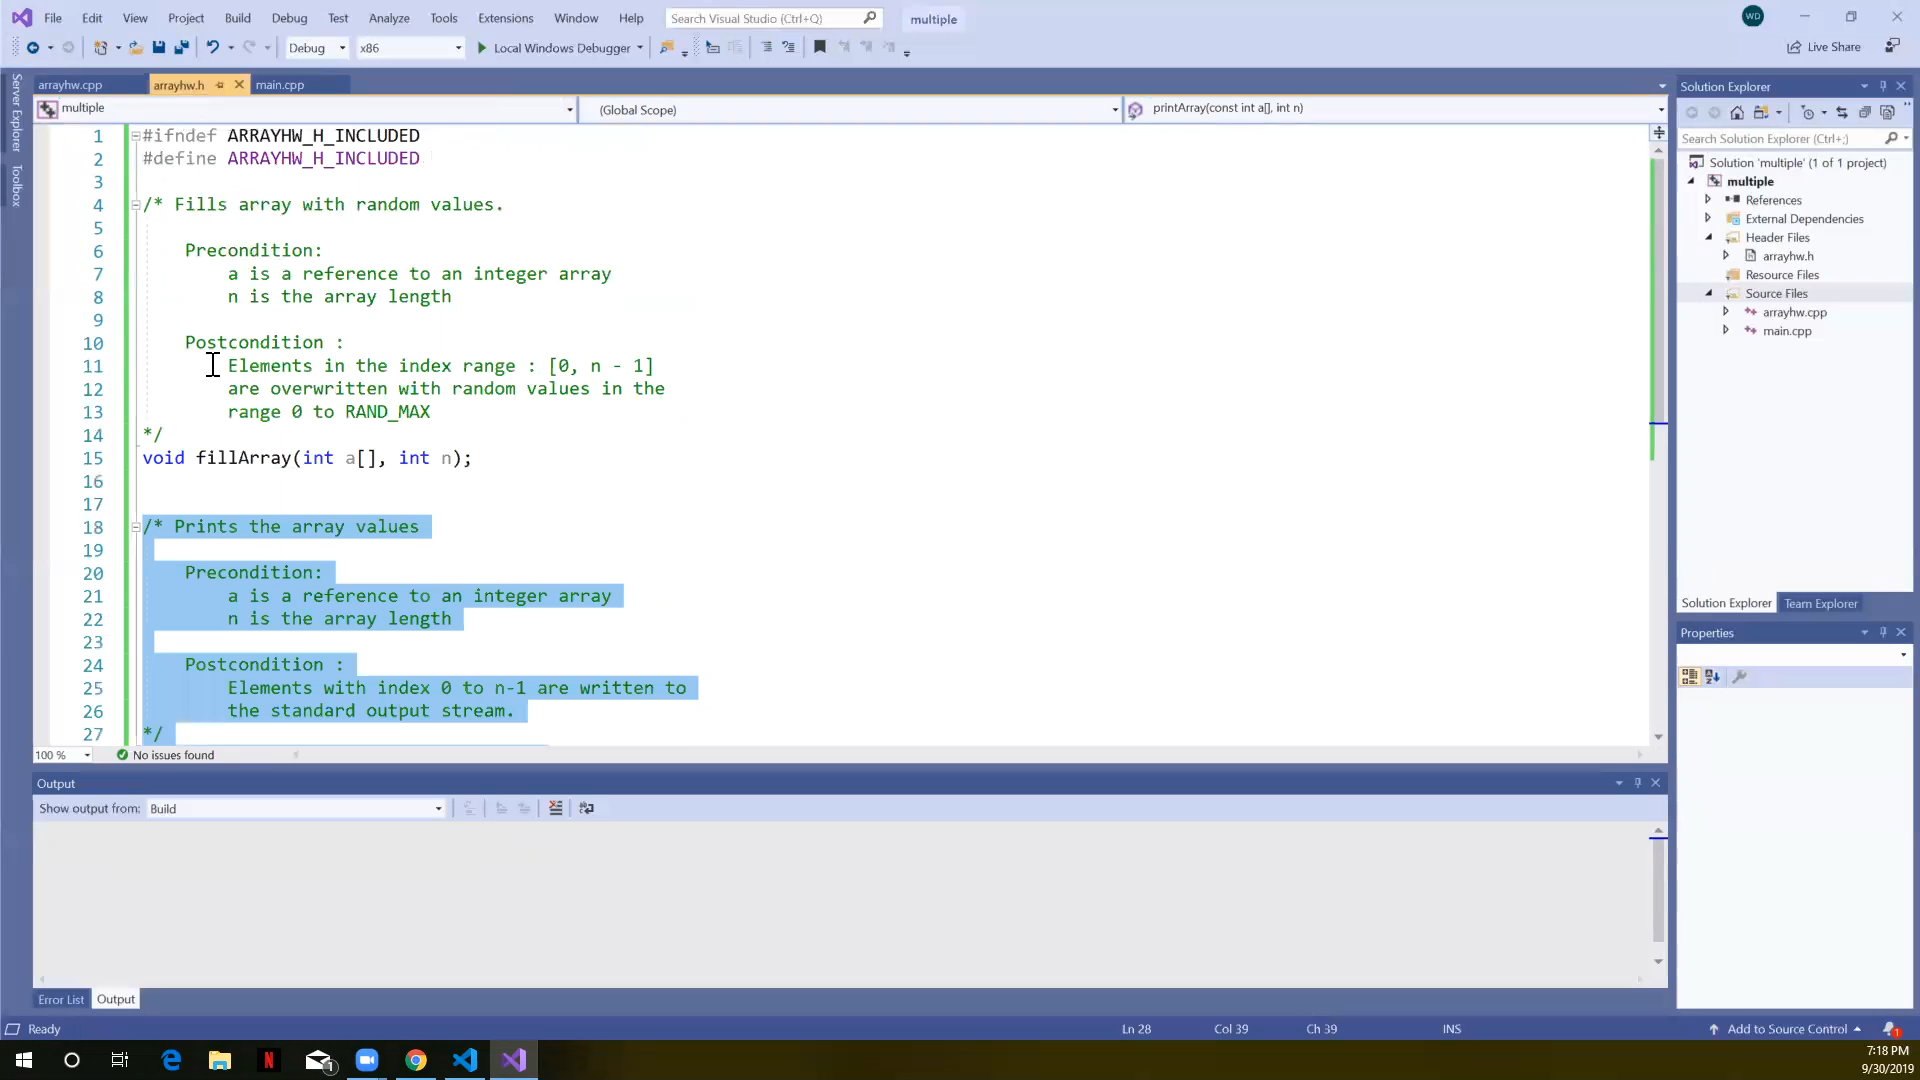 File Edit View Project Build Debug Test Analyze Tools Extensions Window Help Search Visual Studio (Ctrl+Q) multiple WD
Debug x86 Local Windows Debugger Live Share
Server Explorer
Toolbox
arrayhw.cpp arrayhw.h main.cpp
multiple (Global Scope) printArray(const int a[], int n)
1 #ifndef ARRAYHW_H_INCLUDED
2 #define ARRAYHW_H_INCLUDED
3
4 /* Fills array with random values.
5
6 Precondition:
7 a is a reference to an integer array
8 n is the array length
9
10 Postcondition :
11 Elements in the index range : [0, n - 1]
12 are overwritten with random values in the
13 range 0 to RAND_MAX
14 */
15 void fillArray(int a[], int n);
16
17
18 /* Prints the array values
19
20 Precondition:
21 a is a reference to an integer array
22 n is the array length
23
24 Postcondition :
25 Elements with index 0 to n-1 are written to
26 the standard output stream.
27 */
100 % No issues found
Output
Show output from: Build
Error List Output
Solution Explorer
Search Solution Explorer (Ctrl+;)
Solution 'multiple' (1 of 1 project)
multiple
References
External Dependencies
Header Files
arrayhw.h
Resource Files
Source Files
arrayhw.cpp
main.cpp
Solution Explorer Team Explorer
Properties
Ready Ln 28 Col 39 Ch 39 INS Add to Source Control 1
7:18 PM
9/30/2019